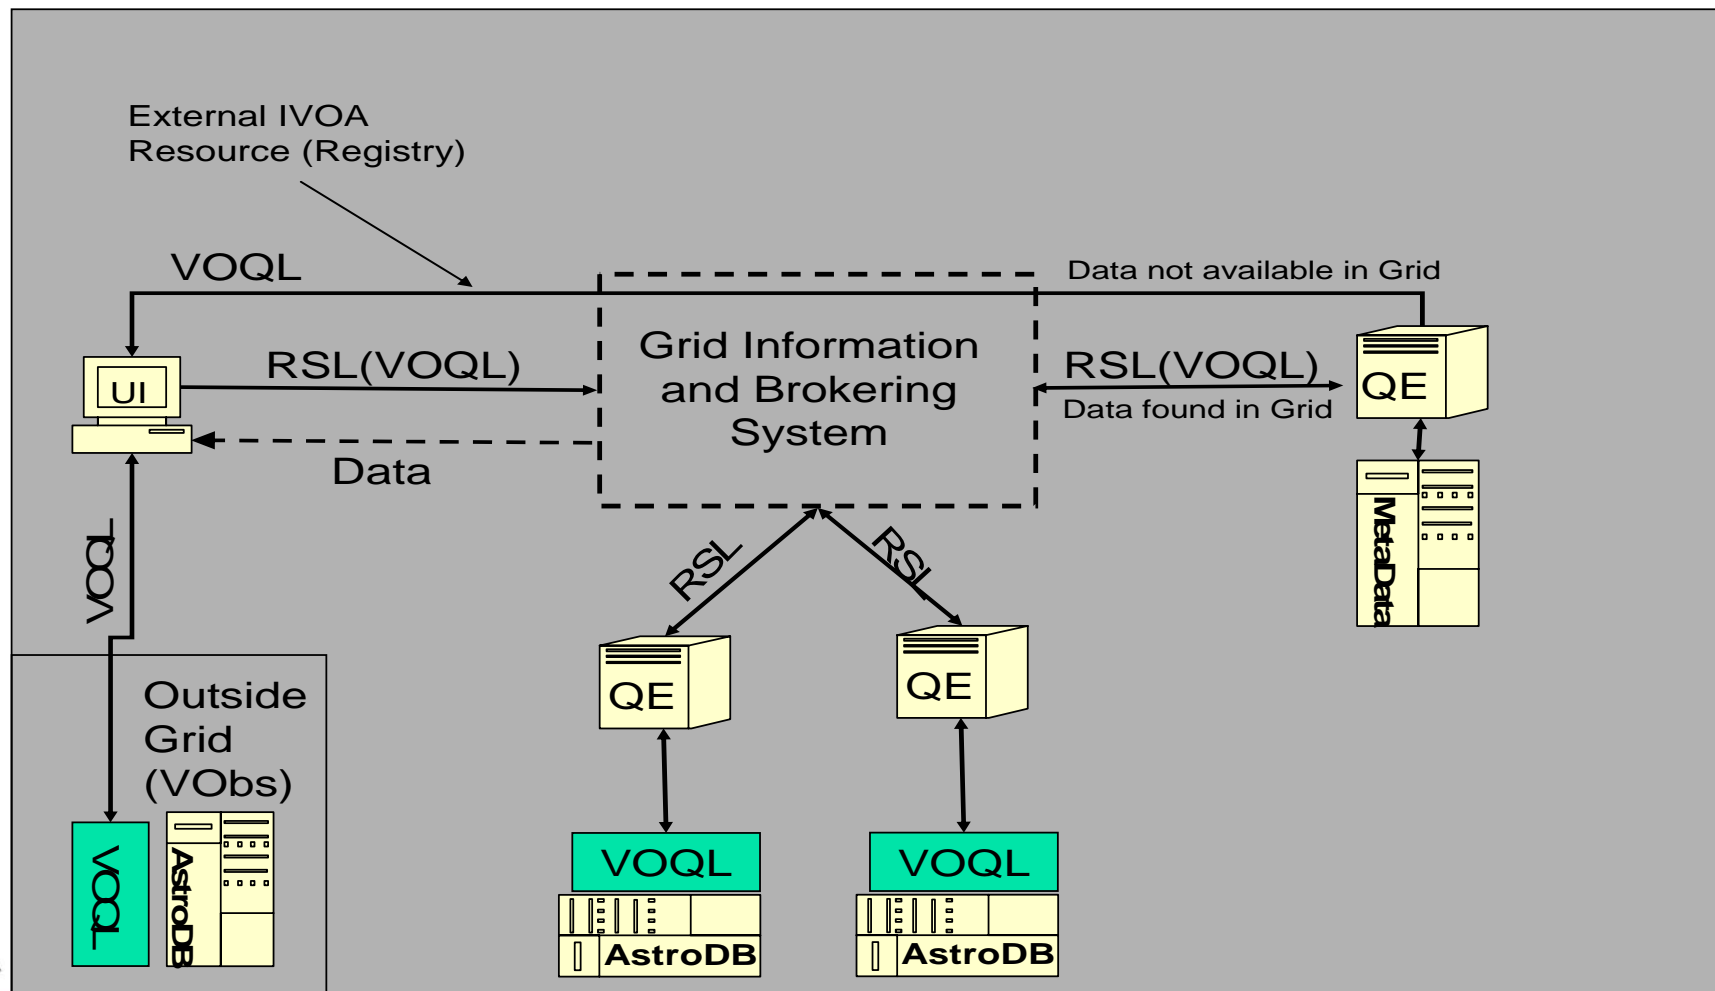 External IVOA
Resource (Registry)
VOQL
Data not available in Grid
UI
RSL(VOQL)
Grid Information
and Brokering
System
RSL(VOQL)
Data found in Grid
QE
Data
MetaData
VOQL
RSL
RSL
QE
QE
Outside
Grid
(VObs)
VOQL
AstroDB
VOQL
AstroDB
VOQL
AstroDB